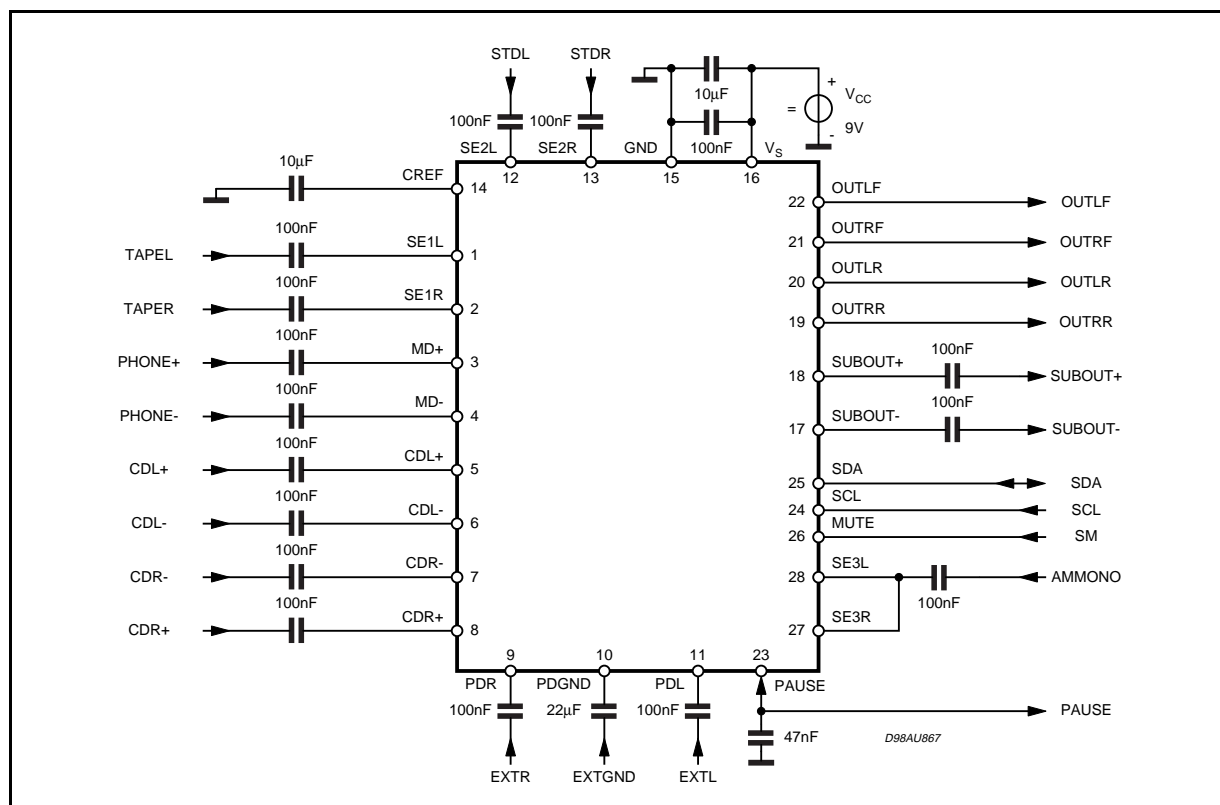 STDL STDR
10μF
+
V_CC
=
9V
-
100nF 100nF 100nF
SE2L SE2R GND V_S
12 13 15 16
10μF CREF 14
22 OUTLF OUTLF
100nF
TAPEL SE1L 1
21 OUTRF OUTRF
100nF
20 OUTLR OUTLR
TAPER SE1R 2
19 OUTRR OUTRR
100nF
PHONE+ MD+ 3
100nF
18 SUBOUT+ SUBOUT+
100nF
PHONE- MD- 4
100nF
17 SUBOUT- SUBOUT-
100nF
CDL+ CDL+ 5
25 SDA SDA
100nF
24 SCL SCL
CDL- CDL- 6
26 MUTE SM
100nF
CDR- CDR- 7
28 SE3L AMMONO
100nF
100nF
CDR+ CDR+ 8
27 SE3R
9 10 11 23
PDR PDGND PDL PAUSE
100nF 22μF 100nF
PAUSE
47nF
D98AU867
EXTR EXTGND EXTL